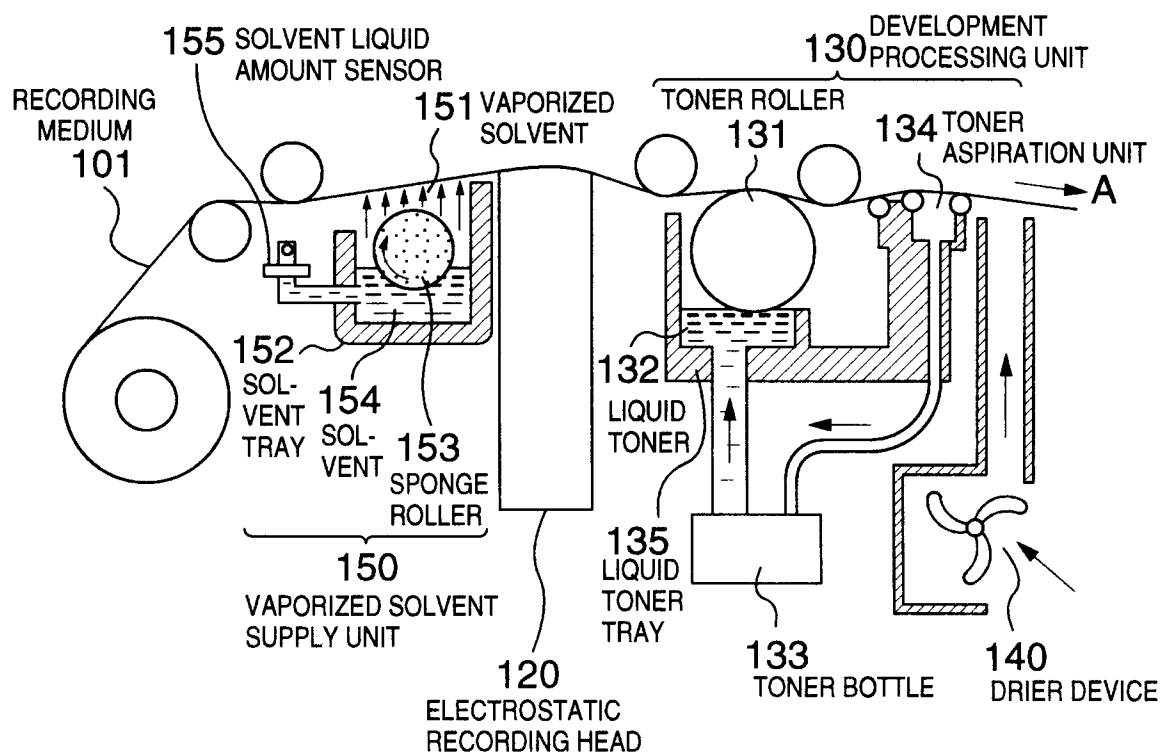 155 SOLVENT LIQUID
AMOUNT SENSOR
130 DEVELOPMENT
PROCESSING UNIT
RECORDING
MEDIUM
101
151 VAPORIZED
SOLVENT
TONER ROLLER
131
134 TONER
ASPIRATION UNIT
A
152
SOL-
VENT
TRAY
154
SOL-
VENT
153
SPONGE
ROLLER
132
LIQUID
TONER
135
LIQUID
TONER
TRAY
150
VAPORIZED SOLVENT
SUPPLY UNIT
120
ELECTROSTATIC
RECORDING HEAD
133
TONER BOTTLE
140
DRIER DEVICE